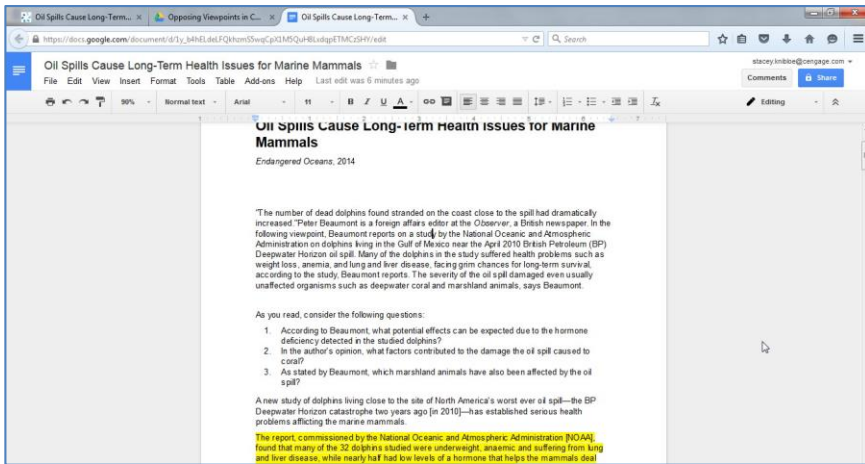 Oil Spills Cause Long-Term... × Opposing Viewpoints in C... × Oil Spills Cause Long-Term... × +
Search
Oil Spills Cause Long-Term Health Issues for Marine Mammals
File Edit View Insert Format Tools Table Add-ons Help Last edit was 6 minutes ago
Comments Share
90% Normal text Arial 11 B I U A Editing
Oil Spills Cause Long-Term Health Issues for Marine
Mammals
Endangered Oceans, 2014
"The number of dead dolphins found stranded on the coast close to the spill had dramatically
increased."Peter Beaumont is a foreign affairs editor at the Observer, a British newspaper. In the
following viewpoint, Beaumont reports on a study by the National Oceanic and Atmospheric
Administration on dolphins living in the Gulf of Mexico near the April 2010 British Petroleum (BP)
Deepwater Horizon oil spill. Many of the dolphins in the study suffered health problems such as
weight loss, anemia, and lung and liver disease, facing grim chances for long-term survival,
according to the study, Beaumont reports. The severity of the oil spill damaged even usually
unaffected organisms such as deepwater coral and marshland animals, says Beaumont.
As you read, consider the following questions:
1. According to Beaumont, what potential effects can be expected due to the hormone
deficiency detected in the studied dolphins?
2. In the author's opinion, what factors contributed to the damage the oil spill caused to
coral?
3. As stated by Beaumont, which marshland animals have also been affected by the oil
spill?
A new study of dolphins living close to the site of North America's worst ever oil spill—the BP
Deepwater Horizon catastrophe two years ago [in 2010]—has established serious health
problems afflicting the marine mammals.
The report, commissioned by the National Oceanic and Atmospheric Administration [NOAA],
found that many of the 32 dolphins studied were underweight, anaemic and suffering from lung
and liver disease, while nearly half had low levels of a hormone that helps the mammals deal